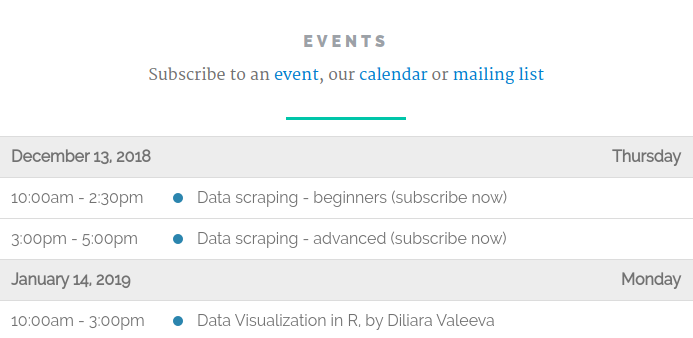 EVENTS
Subscribe to an event, our calendar or mailing list
December 13, 2018 Thursday
10:00am - 2:30pm Data scraping - beginners (subscribe now)
3:00pm - 5:00pm Data scraping - advanced (subscribe now)
January 14, 2019 Monday
10:00am - 3:00pm Data Visualization in R, by Diliara Valeeva